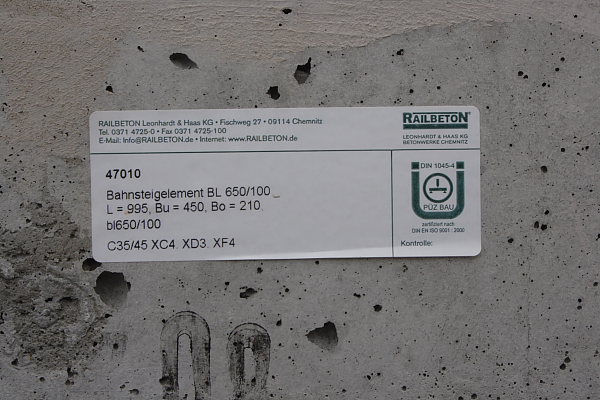 RAILBETON Leonhardt & Haas KG • Fischweg 27 • 09114 Chemnitz
Tel. 0371 4725-0 • Fax 0371 4725-100
E-Mail: Info@RAILBETON.de • Internet: www.RAILBETON.de
RAILBETON
LEONHARDT & HAAS KG
BETONWERKE CHEMNITZ
47010
Bahnsteigelement BL 650/100
L = 995, Bu = 450, Bo = 210,
bl650/100
C35/45 XC4, XD3, XF4
DIN 1045-4
PÜZ BAU
zertifiziert nach
DIN EN ISO 9001 : 2000
Kontrolle: